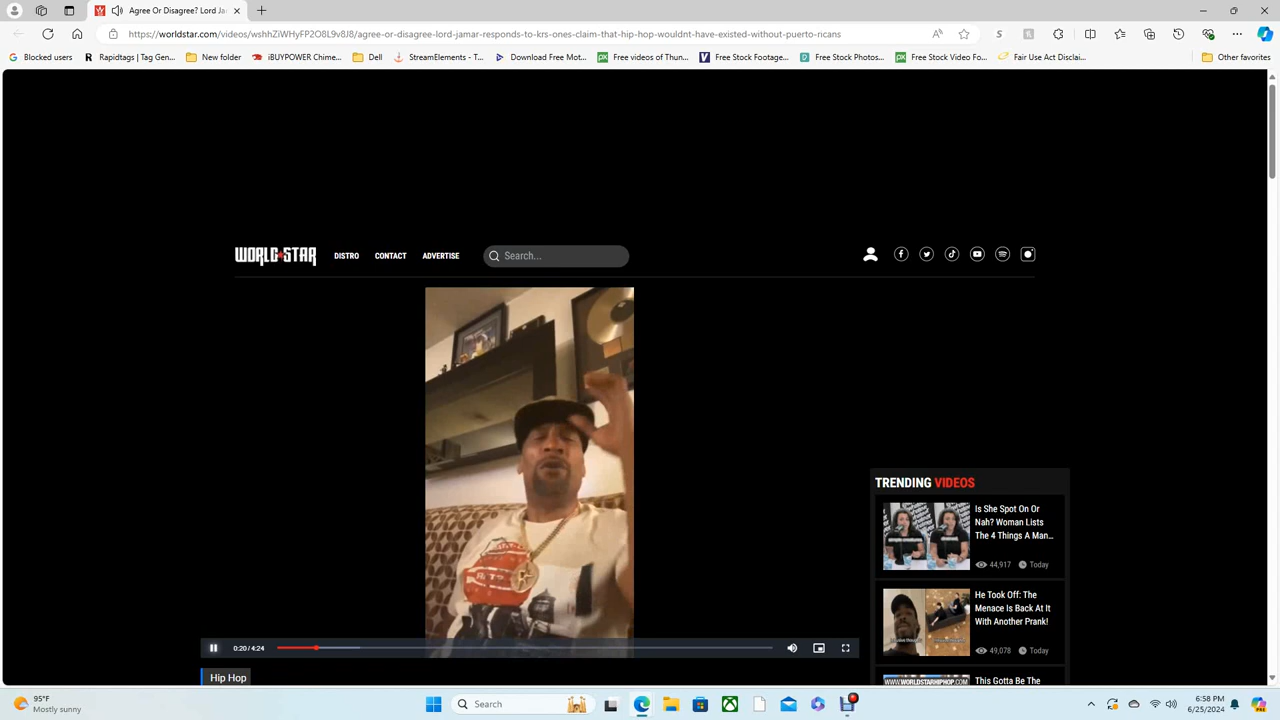 Agree Or Disagree? Lord Ja
https://worldstar.com/videos/wshhZiWHyFP2O8L9v8J8/agree-or-disagree-lord-jamar-responds-to-krs-ones-claim-that-hip-hop-wouldnt-have-existed-without-puerto-ricans
Blocked users
Rapidtags | Tag Gen...
New folder
iBUYPOWER Chime...
Dell
StreamElements - T...
Download Free Mot...
Free videos of Thun...
Free Stock Footage...
Free Stock Photos...
Free Stock Video Fo...
Fair Use Act Disclai...
Other favorites
WORLD STAR
DISTRO
CONTACT
ADVERTISE
Search...
TRENDING VIDEOS
Is She Spot On Or
Nah? Woman Lists
The 4 Things A Man...
44,917
Today
He Took Off: The
Menace Is Back At It
With Another Prank!
49,078
Today
WWW.WORLDSTARHIPHOP.COM
This Gotta Be The
0:20 / 4:24
Hip Hop
95°F
Mostly sunny
Search
6:58 PM
6/25/2024